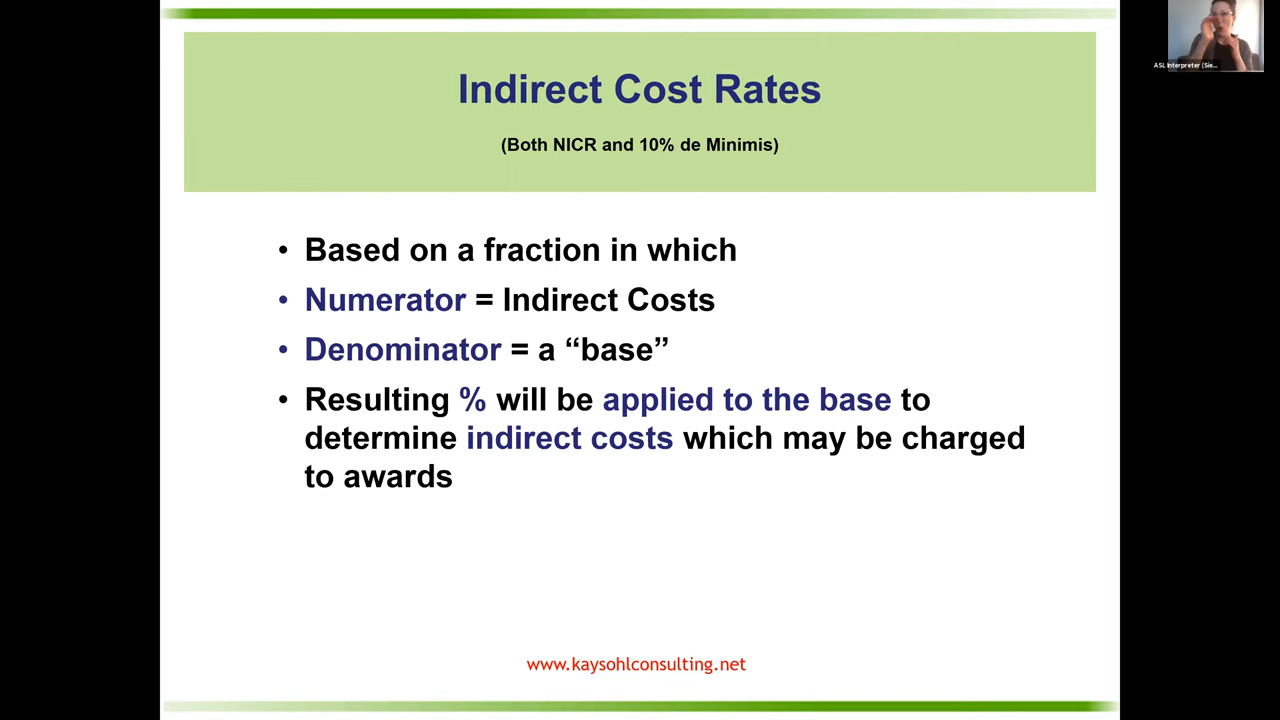 Indirect Cost Rates
(Both NICR and 10% de Minimis)
• Based on a fraction in which
• Numerator = Indirect Costs
• Denominator = a “base”
• Resulting % will be applied to the base to
determine indirect costs which may be charged
to awards
www.kaysohlconsulting.net
ASL Interpreter (Sie...